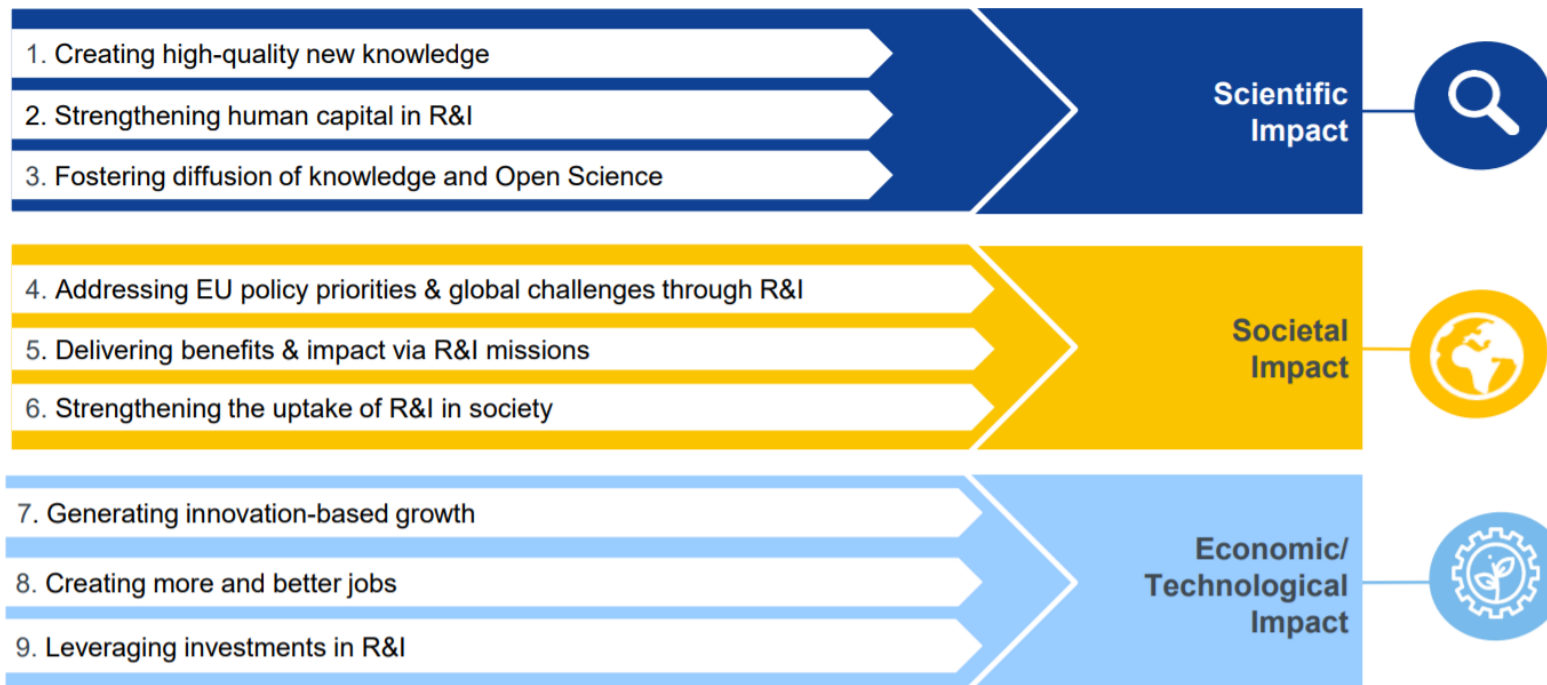 1. Creating high-quality new knowledge
2. Strengthening human capital in R&I
3. Fostering diffusion of knowledge and Open Science
Scientific
Impact
4. Addressing EU policy priorities & global challenges through R&I
5. Delivering benefits & impact via R&I missions
6. Strengthening the uptake of R&I in society
Societal
Impact
7. Generating innovation-based growth
8. Creating more and better jobs
9. Leveraging investments in R&I
Economic/
Technological
Impact